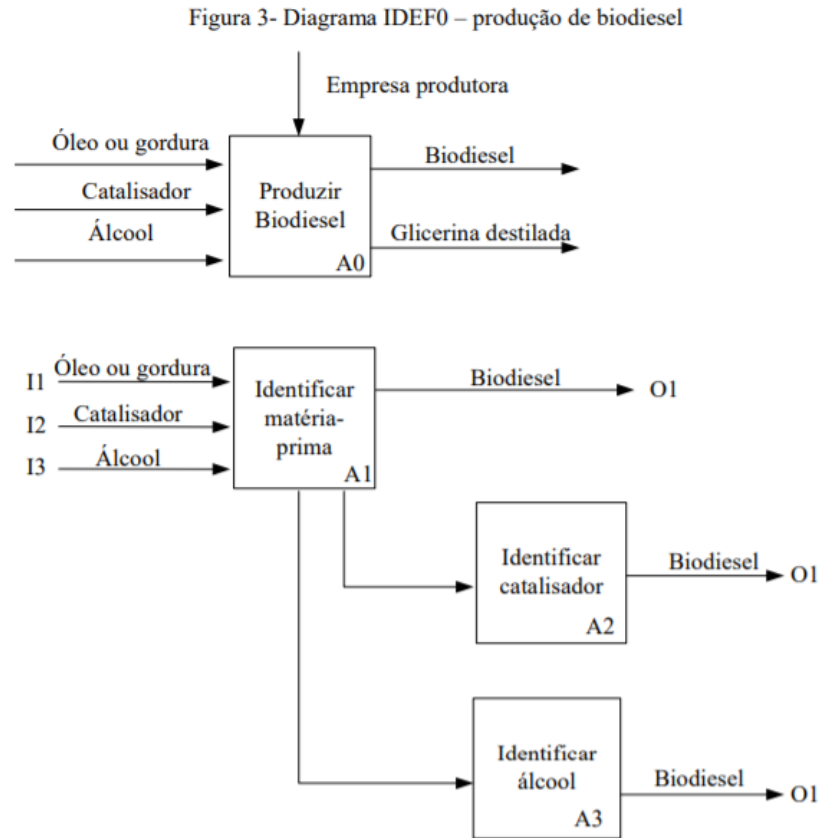 Figura 3- Diagrama IDEF0 – produção de biodiesel
Empresa produtora
Óleo ou gordura
Catalisador
Álcool
Produzir
Biodiesel
A0
Biodiesel
Glicerina destilada
I1 Óleo ou gordura
I2 Catalisador
I3 Álcool
Identificar
matéria-
prima
A1
Biodiesel O1
Identificar
catalisador
A2
Biodiesel O1
Identificar
álcool
A3
Biodiesel O1